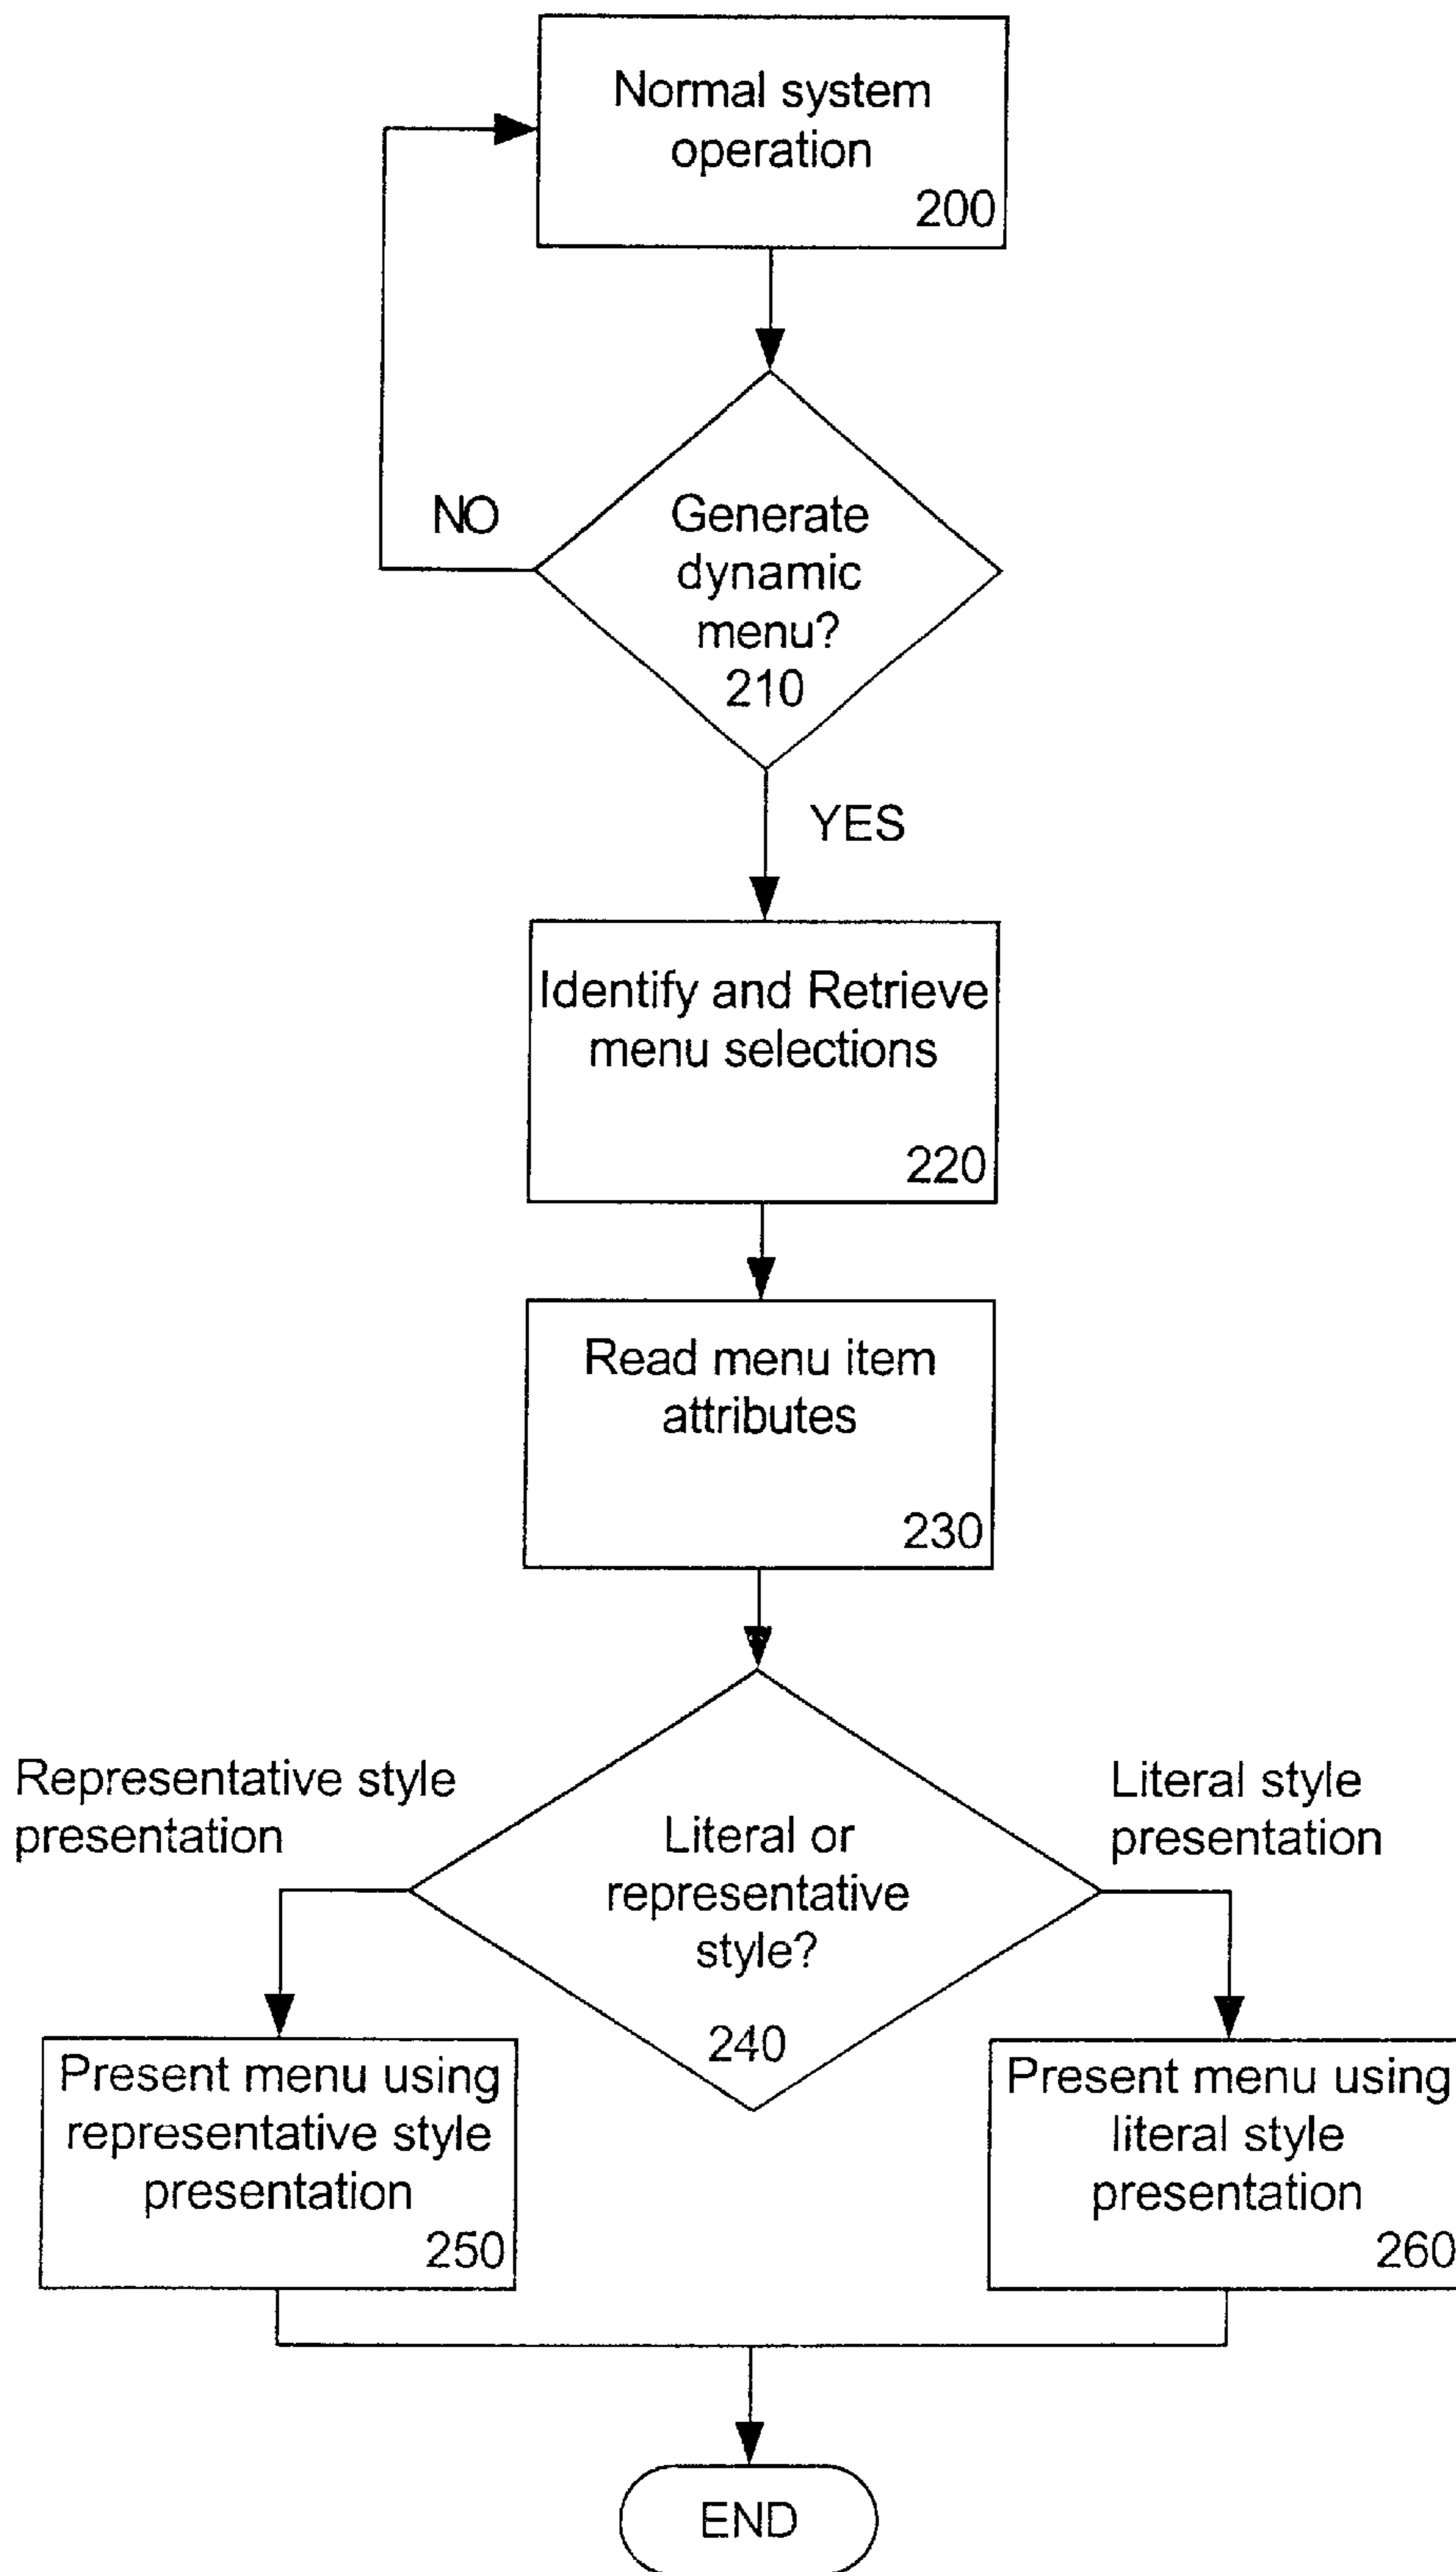 Normal system
operation
200
NO
Generate
dynamic
menu?
210
YES
Identify and Retrieve
menu selections
220
Read menu item
attributes
230
Representative style
presentation
Literal style
presentation
Literal or
representative
style?
240
Present menu using
representative style
presentation
250
Present menu using
literal style
presentation
260
END